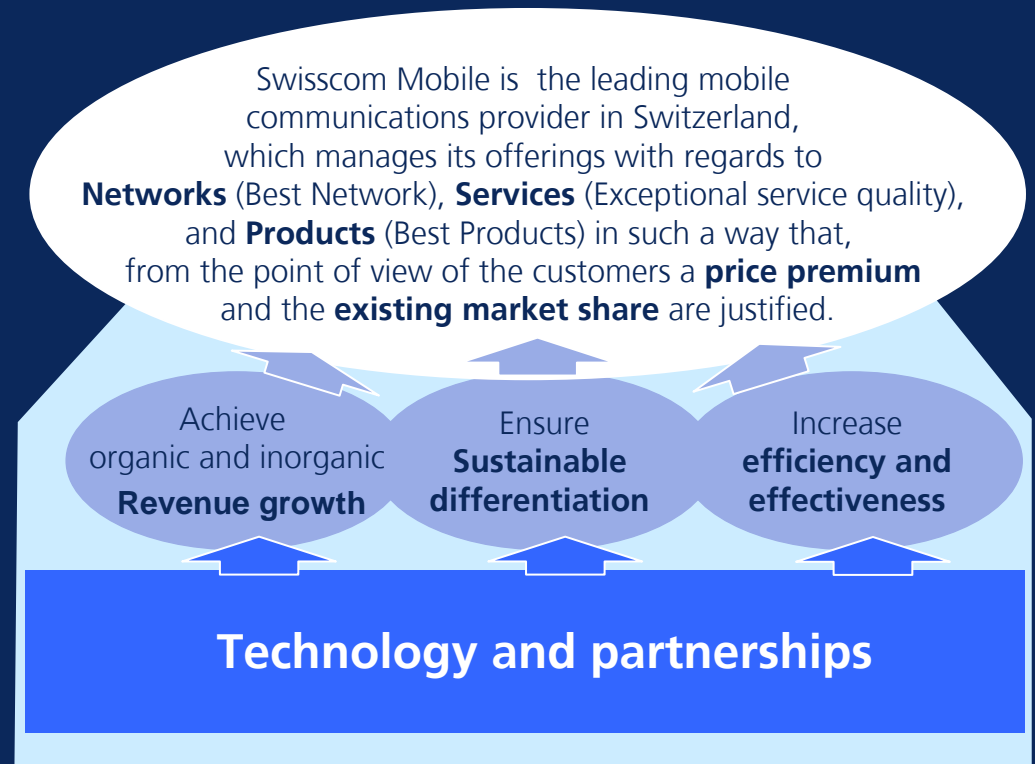 Swisscom Mobile is the leading mobile
communications provider in Switzerland,
which manages its offerings with regards to
Networks (Best Network), Services (Exceptional service quality),
and Products (Best Products) in such a way that,
from the point of view of the customers a price premium
and the existing market share are justified.
Achieve
organic and inorganic
Revenue growth
Ensure
Sustainable
differentiation
Increase
efficiency and
effectiveness
Technology and partnerships